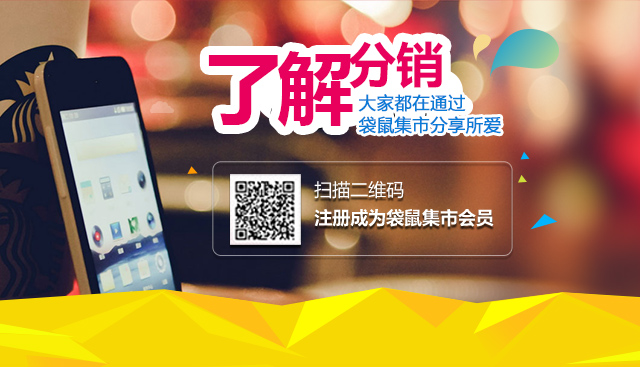 了解分销
大家都在通过
袋鼠集市分享所爱
扫描二维码
注册成为袋鼠集市会员